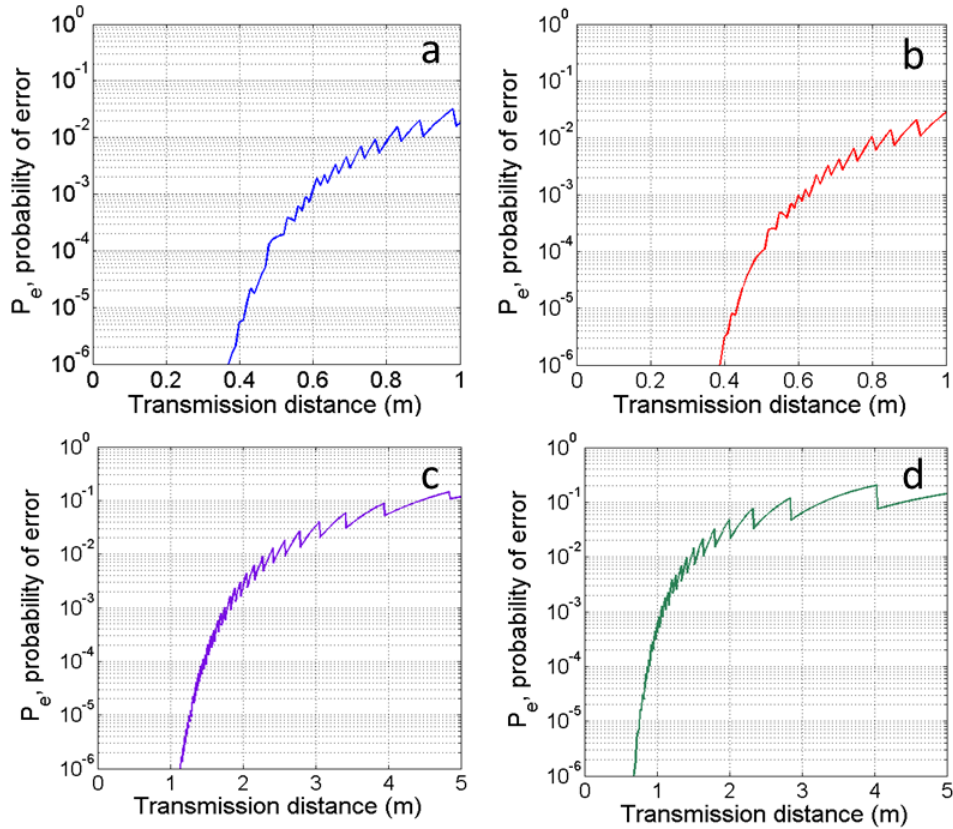 a
10^0
10^-1
10^-2
10^-3
10^-4
10^-5
10^-6
P_e, probability of error
0 0.2 0.4 0.6 0.8 1
Transmission distance (m)
b
10^0
10^-1
10^-2
10^-3
10^-4
10^-5
10^-6
P_e, probability of error
0 0.2 0.4 0.6 0.8 1
Transmission distance (m)
c
10^0
10^-1
10^-2
10^-3
10^-4
10^-5
10^-6
P_e, probability of error
0 1 2 3 4 5
Transmission distance (m)
d
10^0
10^-1
10^-2
10^-3
10^-4
10^-5
10^-6
P_e, probability of error
0 1 2 3 4 5
Transmission distance (m)